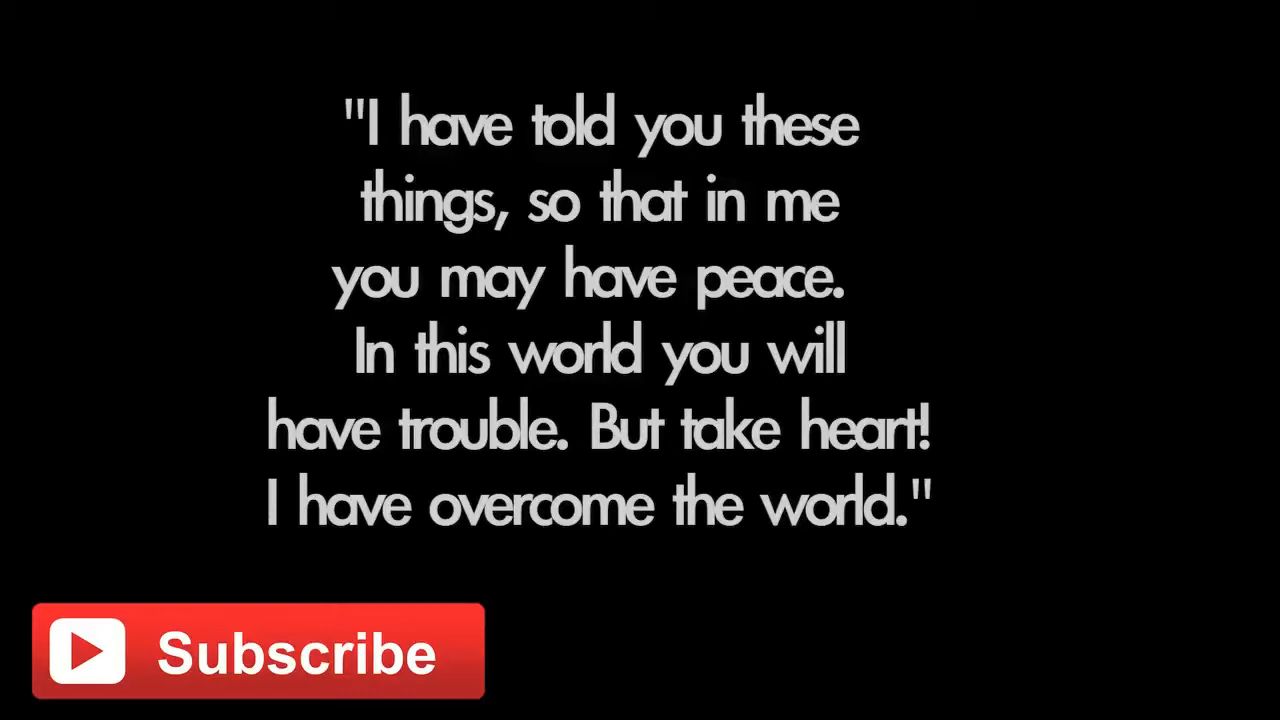 "I have told you these
things, so that in me
you may have peace.
In this world you will
have trouble. But take heart!
I have overcome the world."
Subscribe